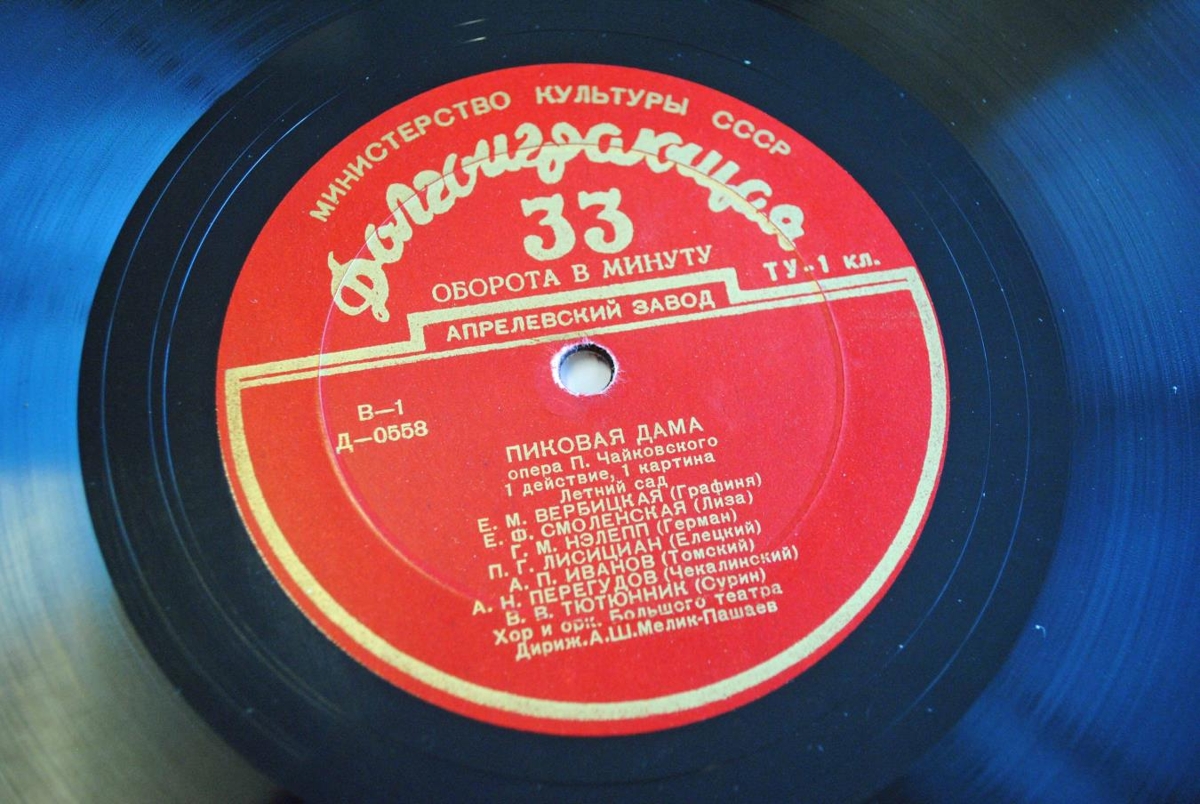 МИНИСТЕРСТВО КУЛЬТУРЫ СССР
Долгоиграющая
33
ОБОРОТА В МИНУТУ
ТУ-1 КЛ.
АПРЕЛЕВСКИЙ ЗАВОД
В—1
Д—0558
ПИКОВАЯ ДАМА
опера П. Чайковского
1 действие, 1 картина
Летний сад
Е. М. ВЕРБИЦКАЯ (Графиня)
Е. Ф. СМОЛЕНСКАЯ (Лиза)
Г. М. НЭЛЕПП (Герман)
П. Г. ЛИСИЦИАН (Елецкий)
А. П. ИВАНОВ (Томский)
А. Н. ПЕРЕГУДОВ (Чекалинский)
В. В. ТЮТЮННИК (Сурин)
Хор и орк. Большого театра
Дириж. А.Ш.Мелик-Пашаев